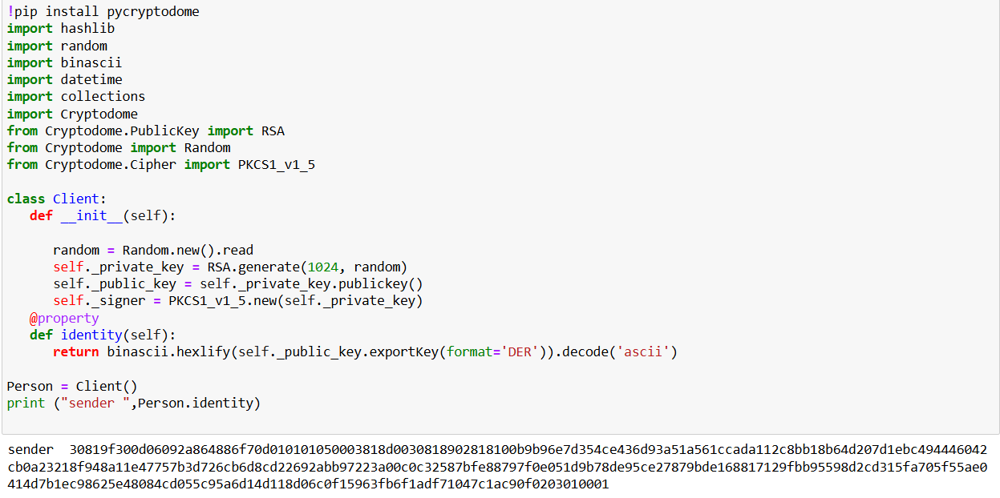 !pip install pycryptodome
import hashlib
import random
import binascii
import datetime
import collections
import Cryptodome
from Cryptodome.PublicKey import RSA
from Cryptodome import Random
from Cryptodome.Cipher import PKCS1_v1_5

class Client:
   def __init__(self):

      random = Random.new().read
      self._private_key = RSA.generate(1024, random)
      self._public_key = self._private_key.publickey()
      self._signer = PKCS1_v1_5.new(self._private_key)
   @property
   def identity(self):
      return binascii.hexlify(self._public_key.exportKey(format='DER')).decode('ascii')

Person = Client()
print ("sender ",Person.identity)

sender  30819f300d06092a864886f70d010101050003818d0030818902818100b9b96e7d354ce436d93a51a561ccada112c8bb18b64d207d1ebc494446042
cb0a23218f948a11e47757b3d726cb6d8cd22692abb97223a00c0c32587bfe88797f0e051d9b78de95ce27879bde168817129fbb95598d2cd315fa705f55ae0
414d7b1ec98625e48084cd055c95a6d14d118d06c0f15963fb6f1adf71047c1ac90f0203010001